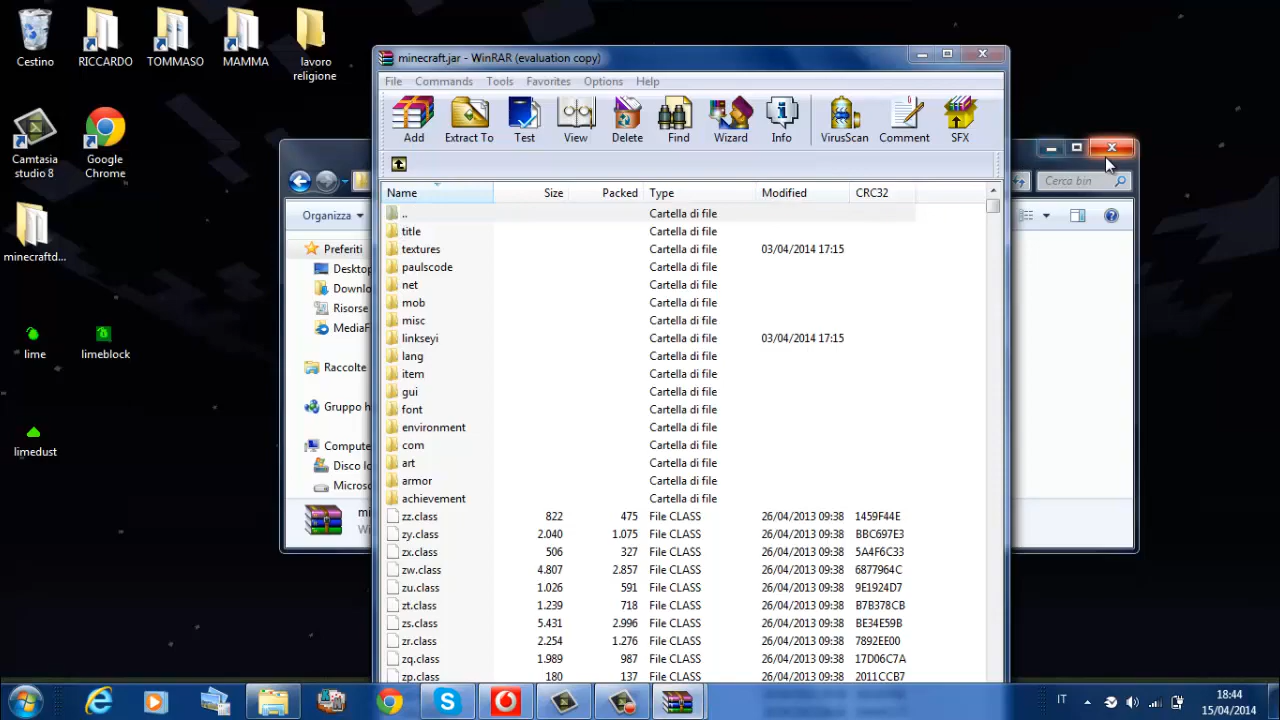 Cestino
RICCARDO
TOMMASO
MAMMA
lavoro
religione
Camtasia
studio 8
Google
Chrome
minecraftd...
lime
limeblock
limedust
minecraft.jar - WinRAR (evaluation copy)
File Commands Tools Favorites Options Help
Add Extract To Test View Delete Find Wizard Info VirusScan Comment SFX
Cerca bin
Organizza
Preferiti
Deskto
Downlo
Risorse
MediaF
Raccolte
Gruppo h
Compute
Disco lo
Micros
mi
Name Size Packed Type Modified CRC32
.. Cartella di file
title Cartella di file
textures Cartella di file 03/04/2014 17:15
paulscode Cartella di file
net Cartella di file
mob Cartella di file
misc Cartella di file
linkseyi Cartella di file 03/04/2014 17:15
lang Cartella di file
item Cartella di file
gui Cartella di file
font Cartella di file
environment Cartella di file
com Cartella di file
art Cartella di file
armor Cartella di file
achievement Cartella di file
zz.class 822 475 File CLASS 26/04/2013 09:38 1459F44E
zy.class 2.040 1.075 File CLASS 26/04/2013 09:38 BBC697E3
zx.class 506 327 File CLASS 26/04/2013 09:38 5A4F6C33
zw.class 4.807 2.857 File CLASS 26/04/2013 09:38 6877964C
zu.class 1.026 591 File CLASS 26/04/2013 09:38 9E1924D7
zt.class 1.239 718 File CLASS 26/04/2013 09:38 B7B378CB
zs.class 5.431 2.996 File CLASS 26/04/2013 09:38 BE34E59B
zr.class 2.254 1.276 File CLASS 26/04/2013 09:38 7892EE00
zq.class 1.989 987 File CLASS 26/04/2013 09:38 17D06C7A
zp.class 180 137 File CLASS 26/04/2013 09:38 2011CCB7
IT
18:44
15/04/2014